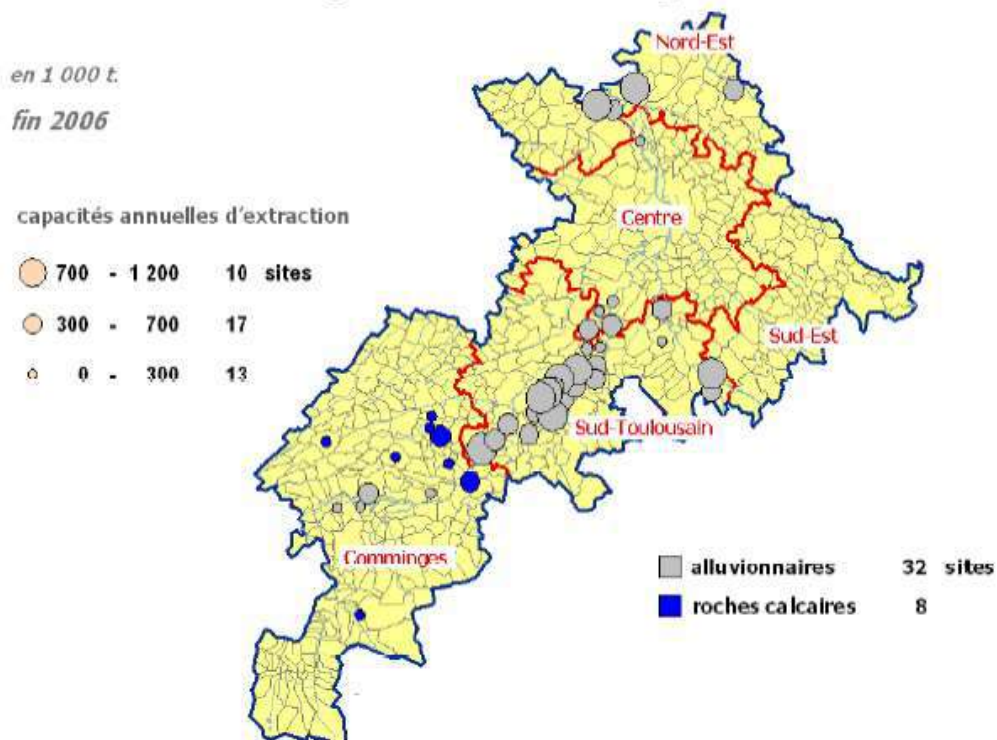 en 1 000 t.
fin 2006
capacités annuelles d'extraction
700 - 1 200 10 sites
300 - 700 17
0 - 300 13
Nord-Est
Centre
Sud-Est
Sud-Toulousain
Comminges
alluvionnaires 32 sites
roches calcaires 8